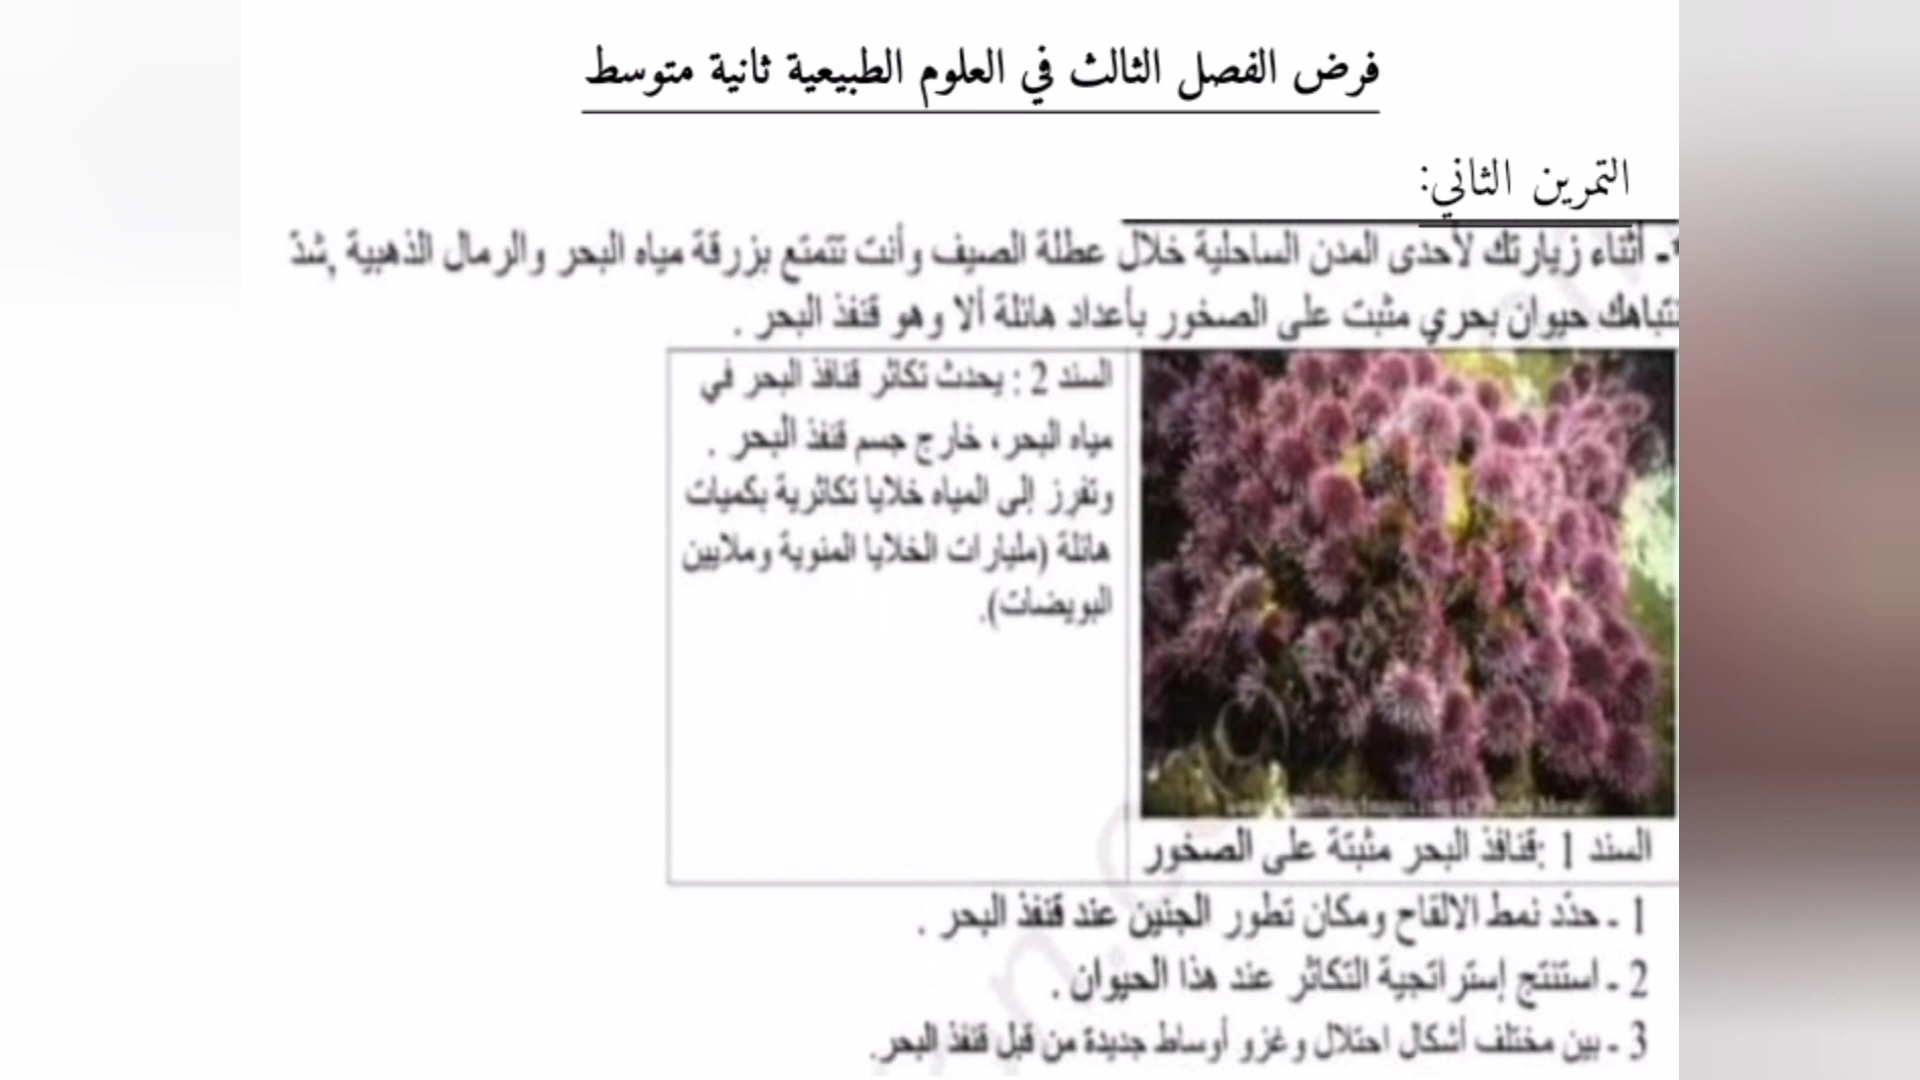 فرض الفصل الثالث في العلوم الطبيعية ثانية متوسط
التمرين الثاني:
- أثناء زيارتك لأحدى المدن الساحلية خلال عطلة الصيف وأنت تتمتع بزرقة مياه البحر والرمال الذهبية ,شدّ
نتباهك حيوان بحري مثبت على الصخور بأعداد هائلة ألا وهو قنفذ البحر .
السند 2 : يحدث تكاثر قنافذ البحر في
مياه البحر، خارج جسم قنفذ البحر .
وتفرز إلى المياه خلايا تكاثرية بكميات
هائلة (مليارات الخلايا المنوية وملايين
البويضات).
السند 1 :قنافذ البحر مثبتة على الصخور
1 - حدّد نمط الالقاح ومكان تطور الجنين عند قنفذ البحر .
2 - استنتج إستراتجية التكاثر عند هذا الحيوان .
3 - بين مختلف أشكال احتلال وغزو أوساط جديدة من قبل قنفذ البحر.